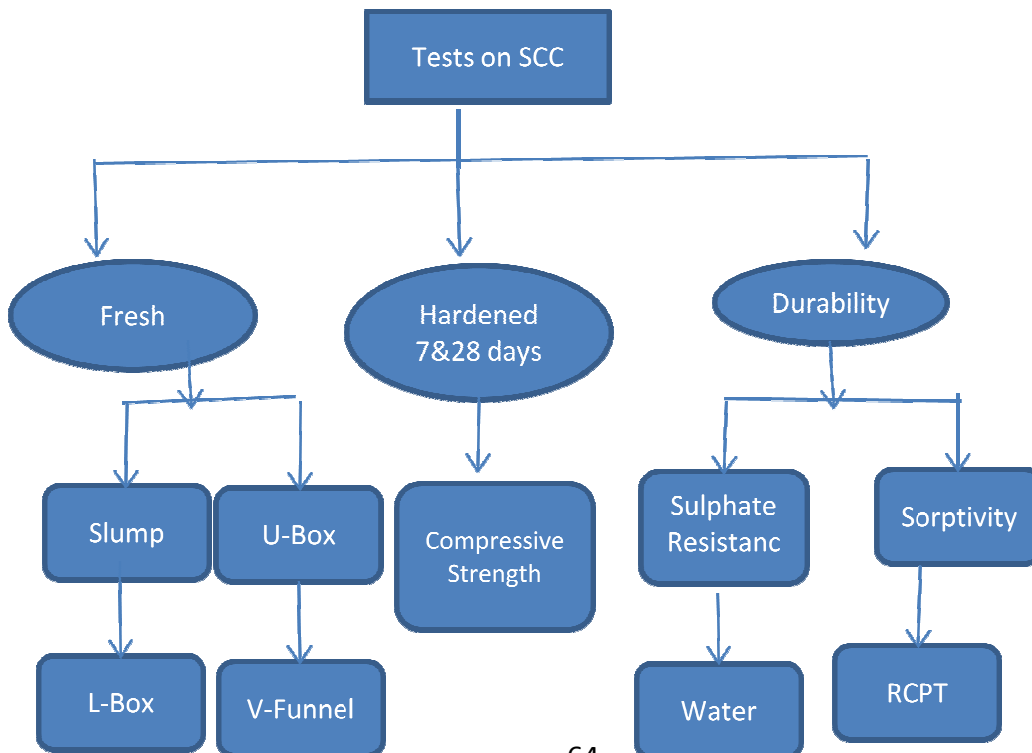 Tests on SCC
Fresh
Hardened
7&28 days
Durability
Slump
U-Box
Compressive
Strength
Sulphate
Resistanc
Sorptivity
L-Box
V-Funnel
Water
RCPT
64